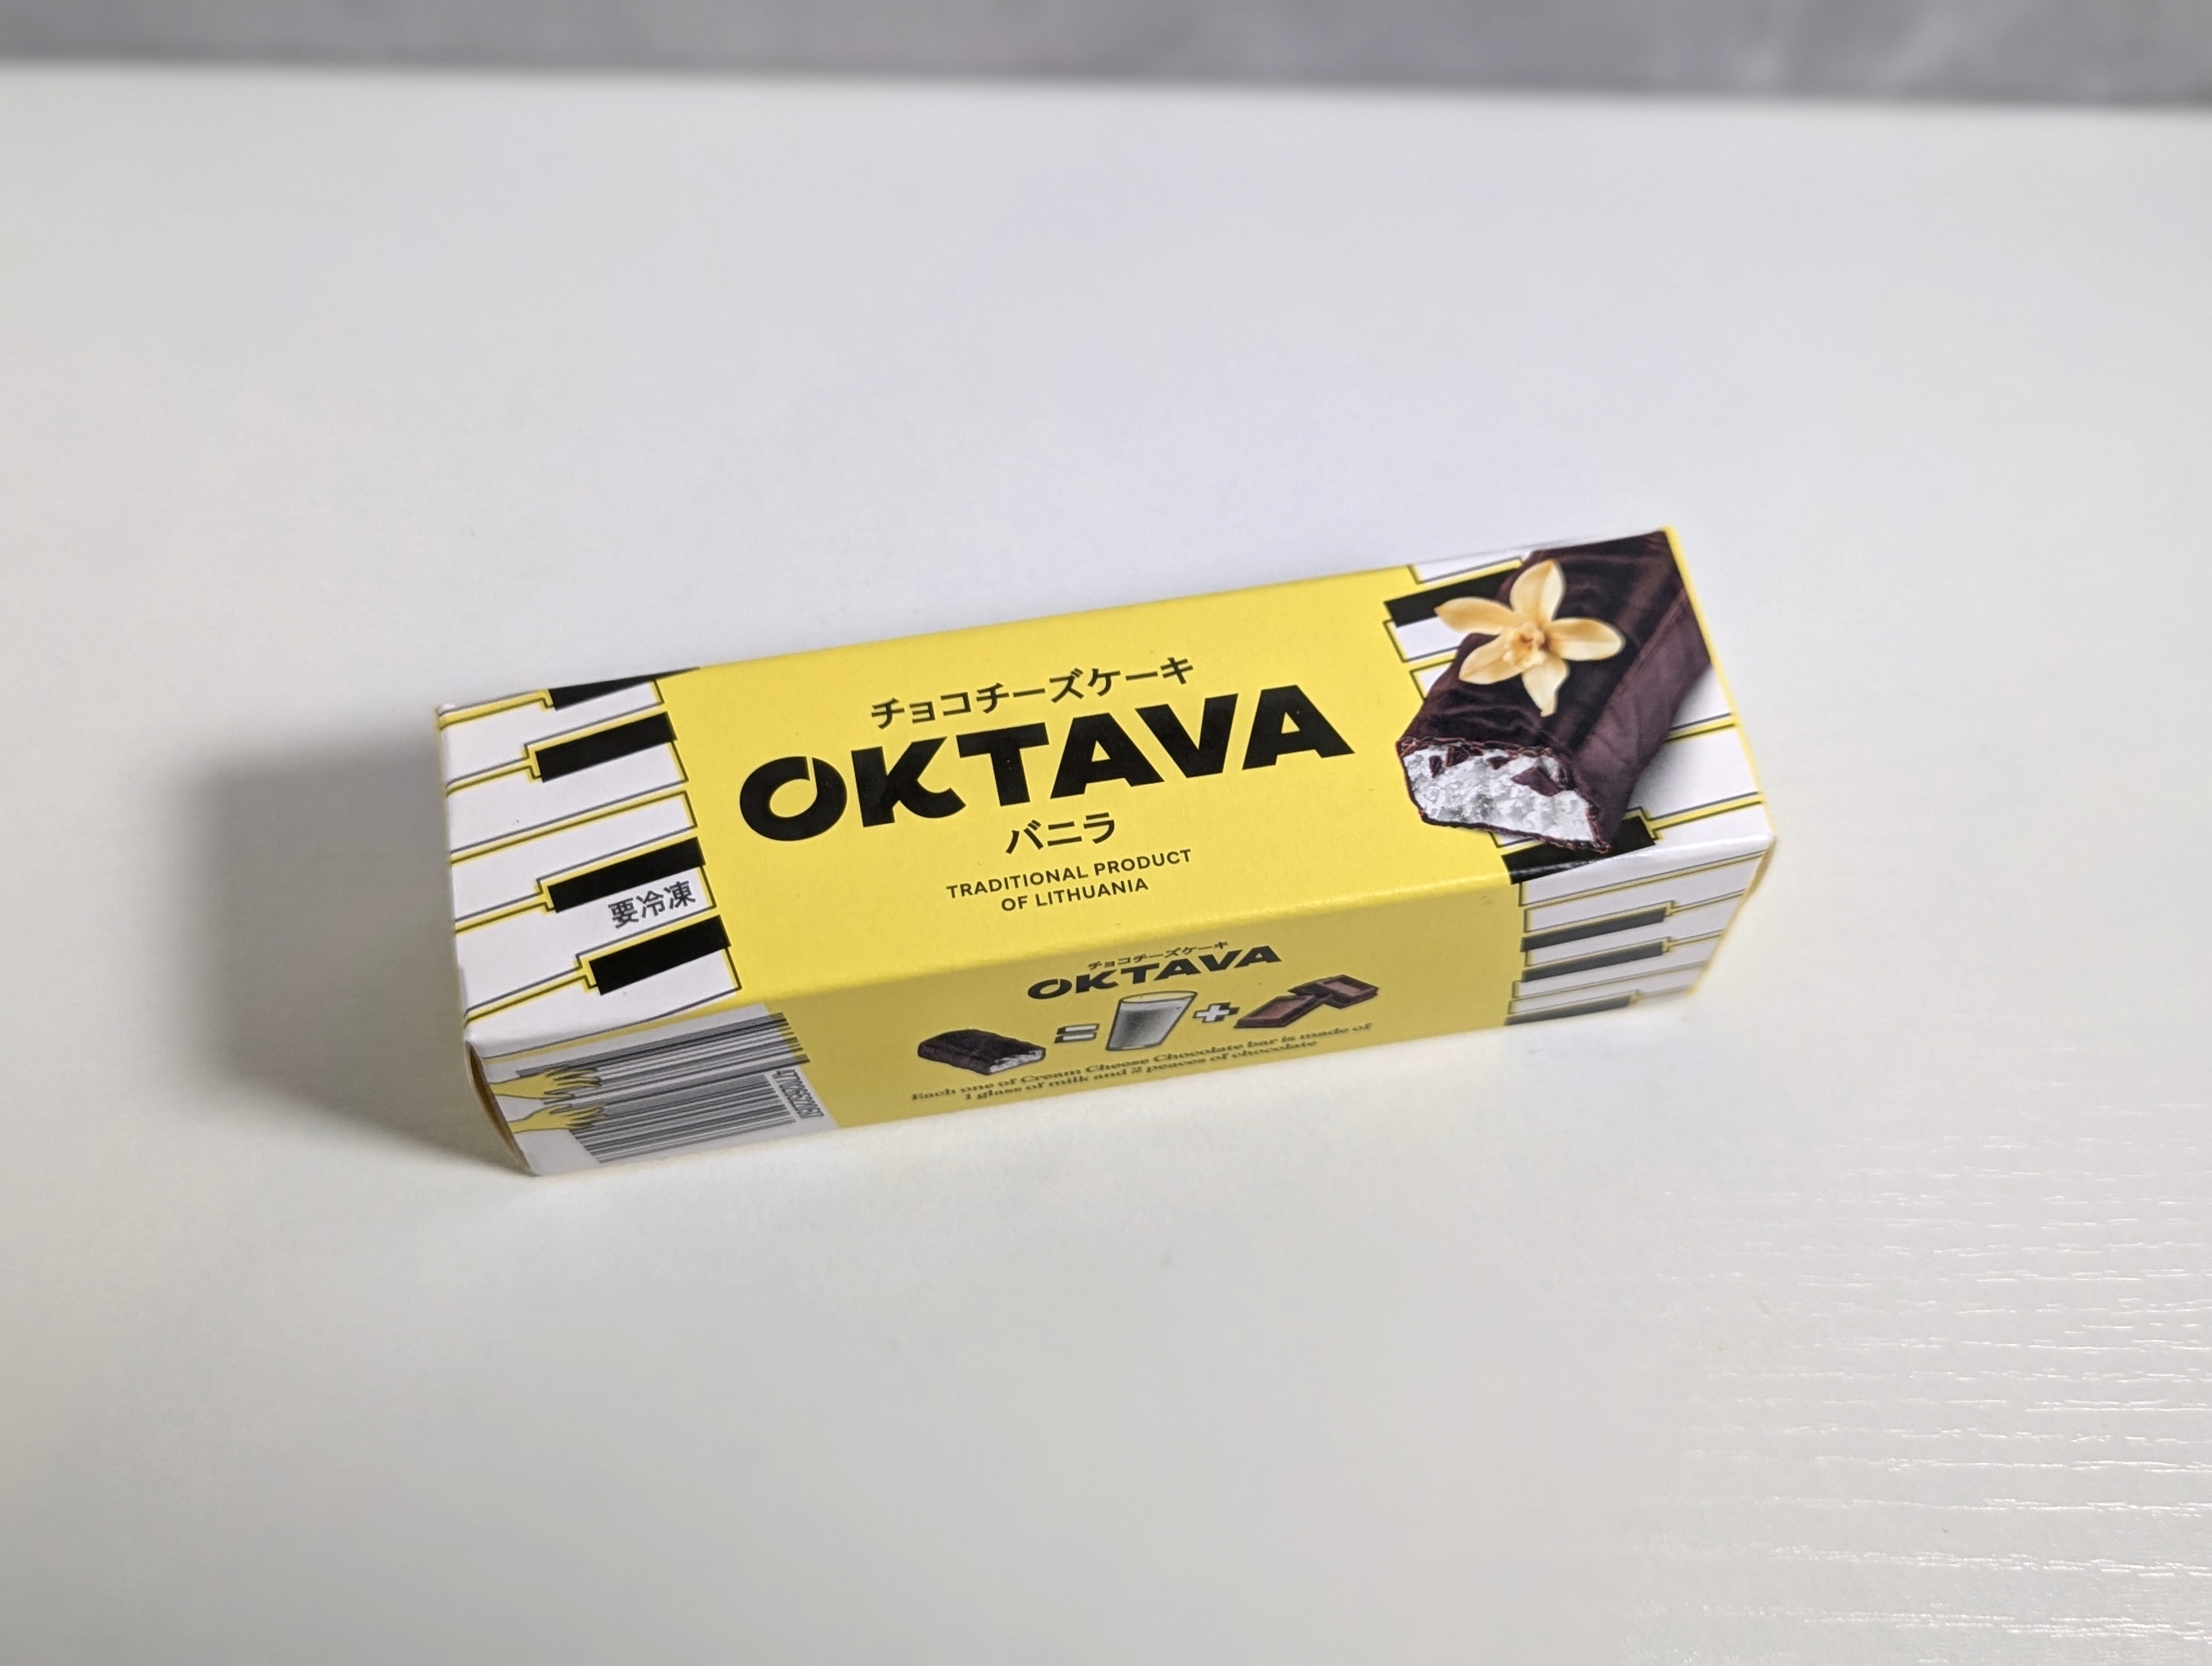 チョコチーズケーキ
OKTAVA
バニラ
TRADITIONAL PRODUCT
OF LITHUANIA
要冷凍
チョコチーズケーキ
OKTAVA
Each one of Cream Cheese Chocolate bar is made of
1 glass of milk and 2 peaces of chocolate